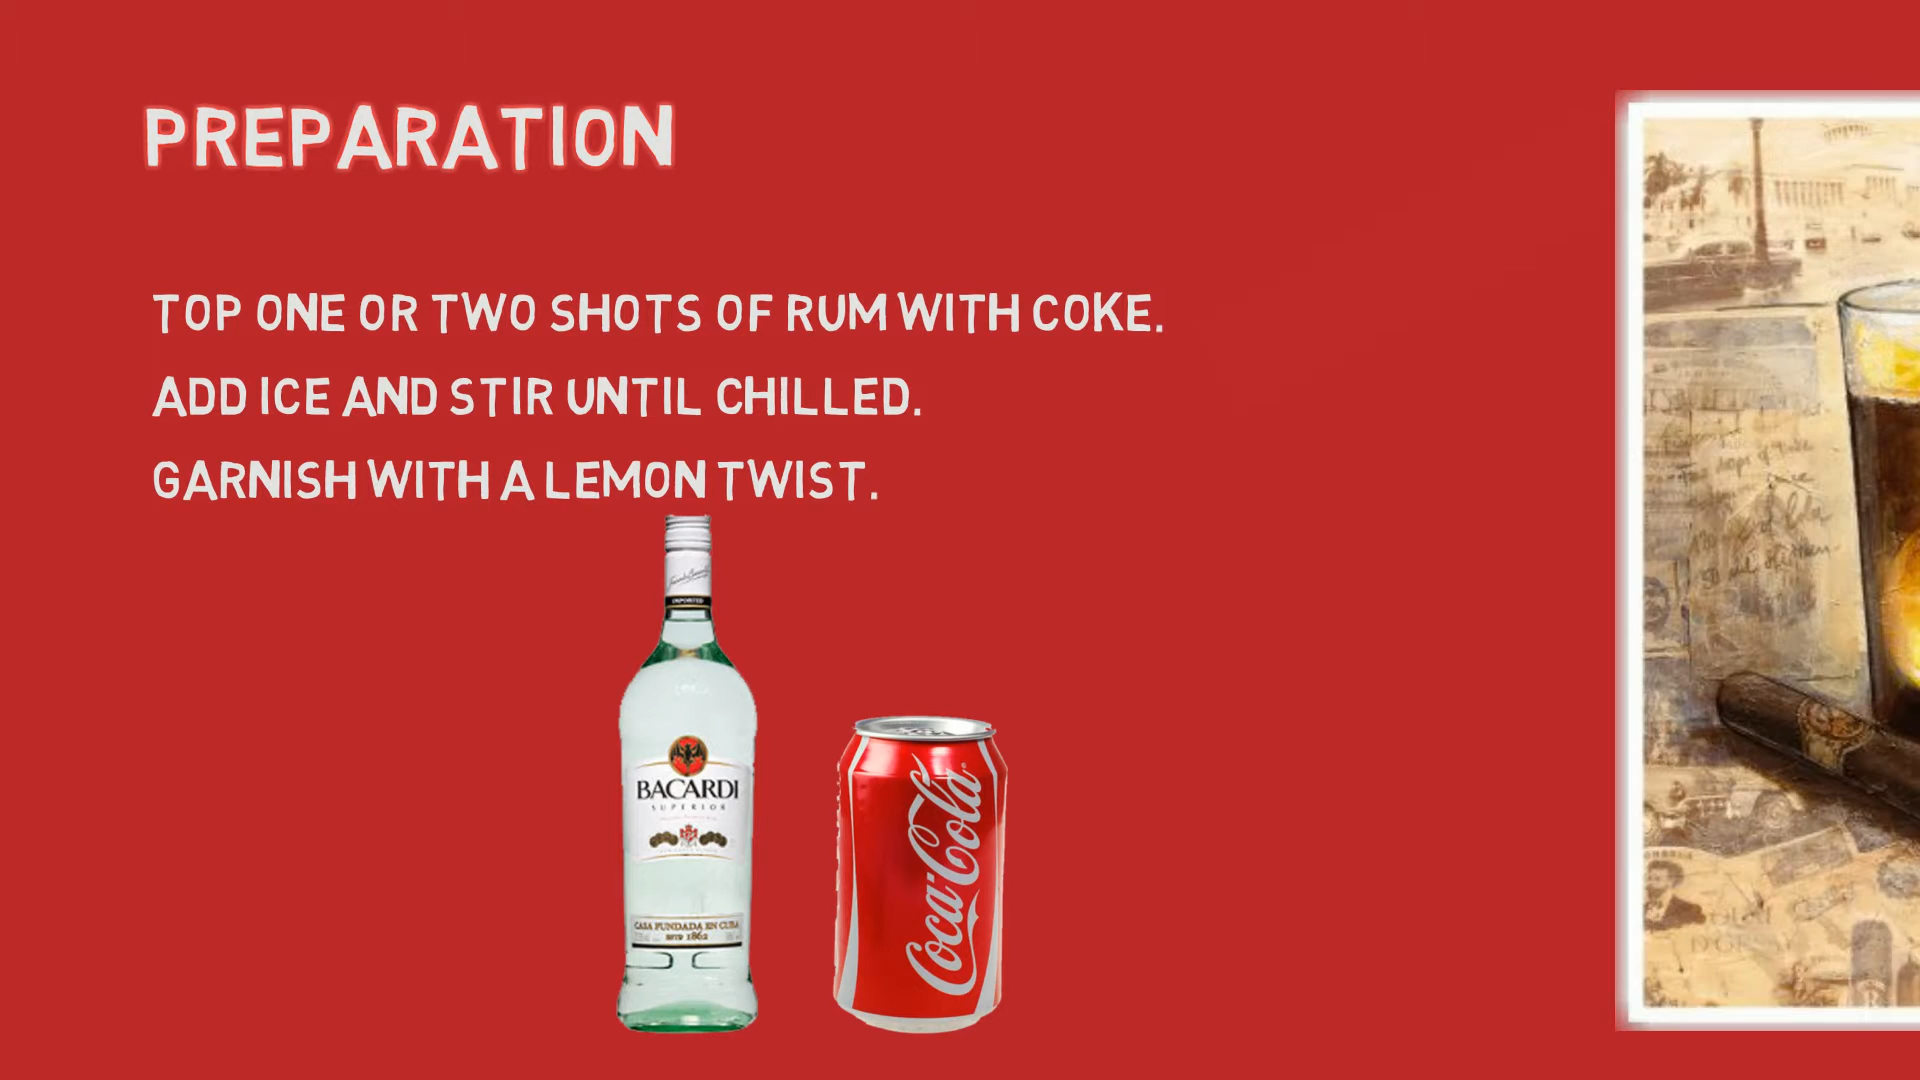 PREPARATION
TOP ONE OR TWO SHOTS OF RUM WITH COKE.
ADD ICE AND STIR UNTIL CHILLED.
GARNISH WITH A LEMON TWIST.
IMPORTED
BACARDI
SUPERIOR
CASA FUNDADA EN CUBA
1862
Coca-Cola